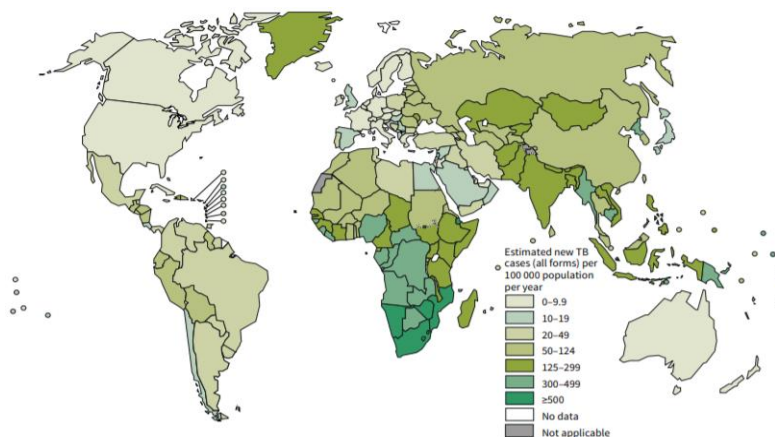 Estimated new TB
cases (all forms) per
100 000 population
per year
0–9.9
10–19
20–49
50–124
125–299
300–499
≥500
No data
Not applicable